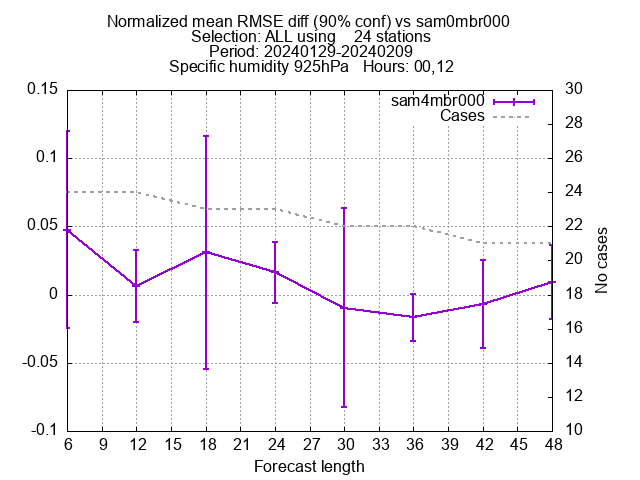 Normalized mean RMSE diff (90% conf) vs sam0mbr000
Selection: ALL using    24 stations
Period: 20240129-20240209
Specific humidity 925hPa   Hours: 00,12
sam4mbr000
Cases
0.15
0.1
0.05
0
-0.05
-0.1
30
28
26
24
22
20
18
16
14
12
10
No cases
6 9 12 15 18 21 24 27 30 33 36 39 42 45 48
Forecast length